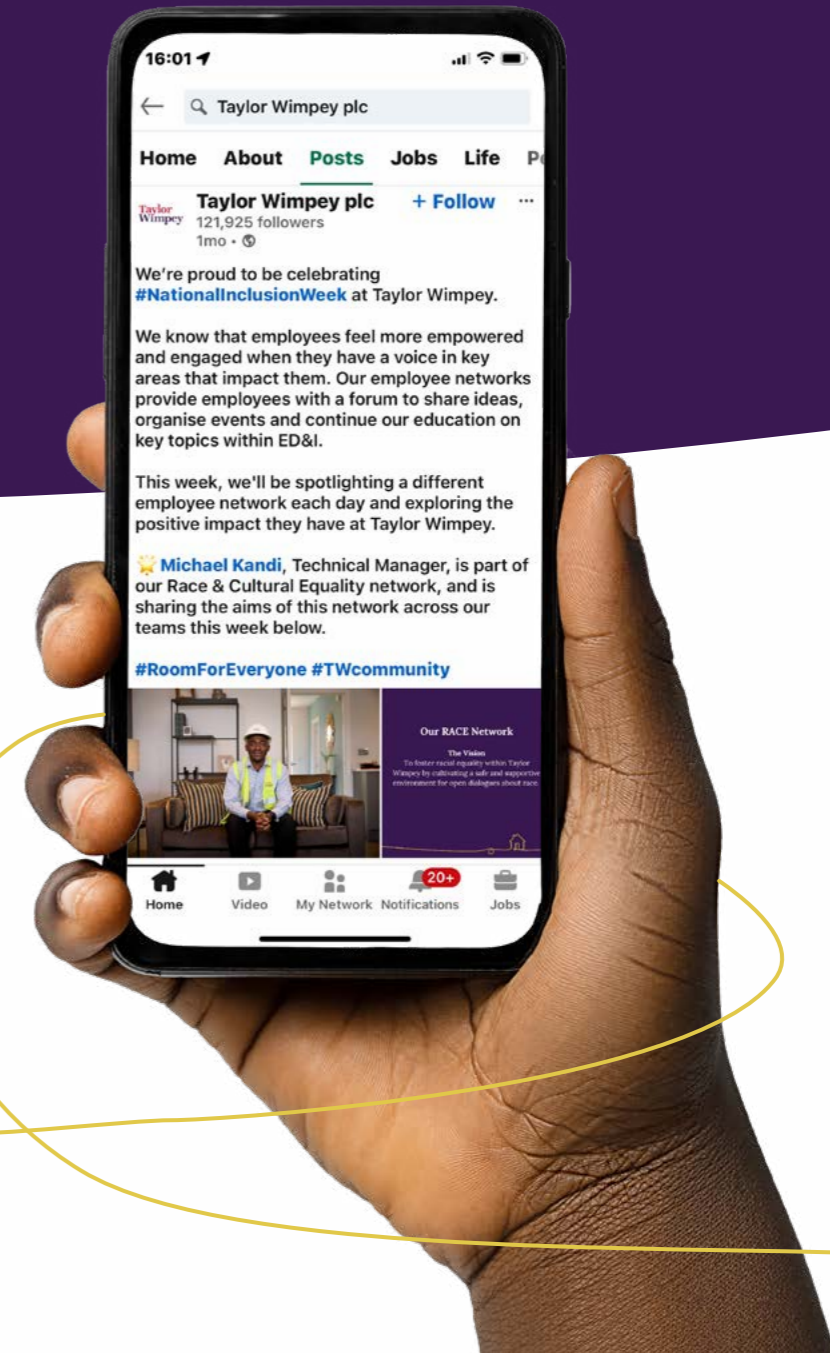 16:01
Taylor Wimpey plc
Home About Posts Jobs Life
Taylor
Wimpey
Taylor Wimpey plc + Follow
121,925 followers
1mo •
We're proud to be celebrating
#NationalInclusionWeek at Taylor Wimpey.
We know that employees feel more empowered
and engaged when they have a voice in key
areas that impact them. Our employee networks
provide employees with a forum to share ideas,
organise events and continue our education on
key topics within ED&I.
This week, we'll be spotlighting a different
employee network each day and exploring the
positive impact they have at Taylor Wimpey.
Michael Kandi, Technical Manager, is part of
our Race & Cultural Equality network, and is
sharing the aims of this network across our
teams this week below.
#RoomForEveryone #TWcommunity
Our RACE Network
The Vision
To foster racial equality within Taylor
Wimpey by cultivating a safe and supportive
environment for open dialogues about race.
20+
Home Video My Network Notifications Jobs